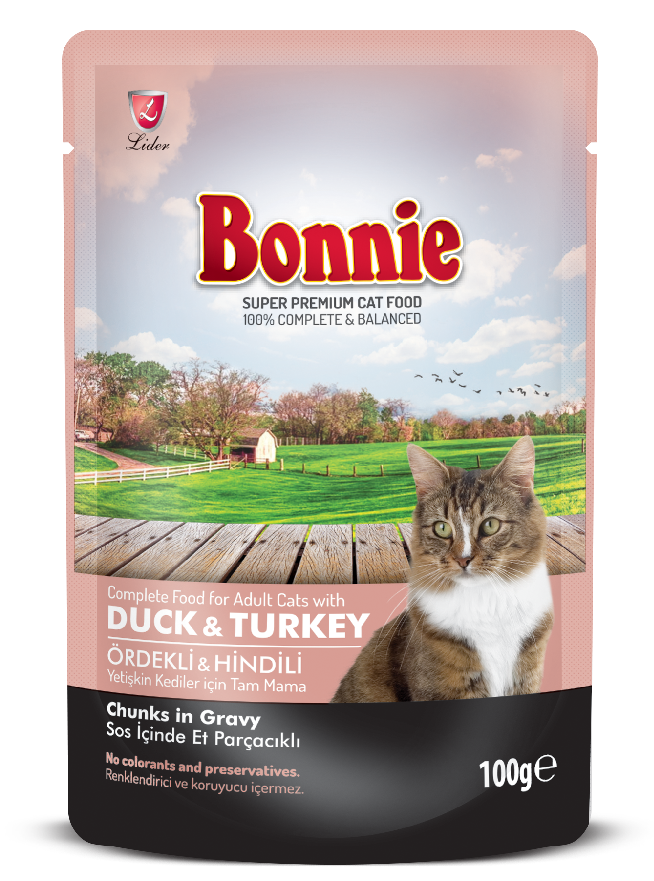 Lider
Bonnie
SUPER PREMIUM CAT FOOD
100% COMPLETE & BALANCED
Complete Food for Adult Cats with
DUCK & TURKEY
ÖRDEKLİ & HİNDİLİ
Yetişkin Kediler için Tam Mama
Chunks in Gravy
Sos İçinde Et Parçacıklı
No colorants and preservatives.
Renklendirici ve koruyucu içermez.
100g℮